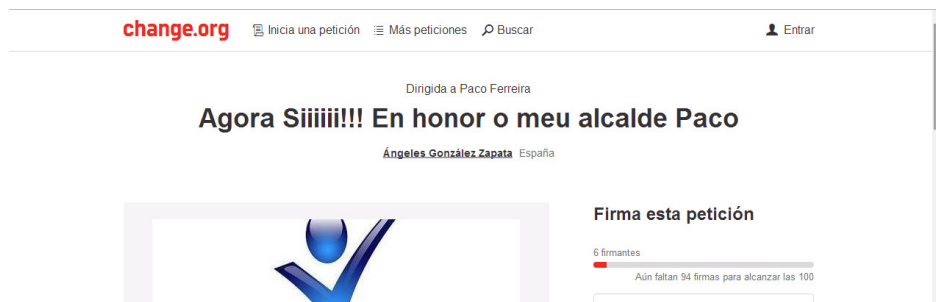 change.org Inicia una petición Más peticiones Buscar Entrar
Dirigida a Paco Ferreira
Agora Siiiiii!!! En honor o meu alcalde Paco
Ángeles González Zapata España
Firma esta petición
6 firmantes
Aún faltan 94 firmas para alcanzar las 100